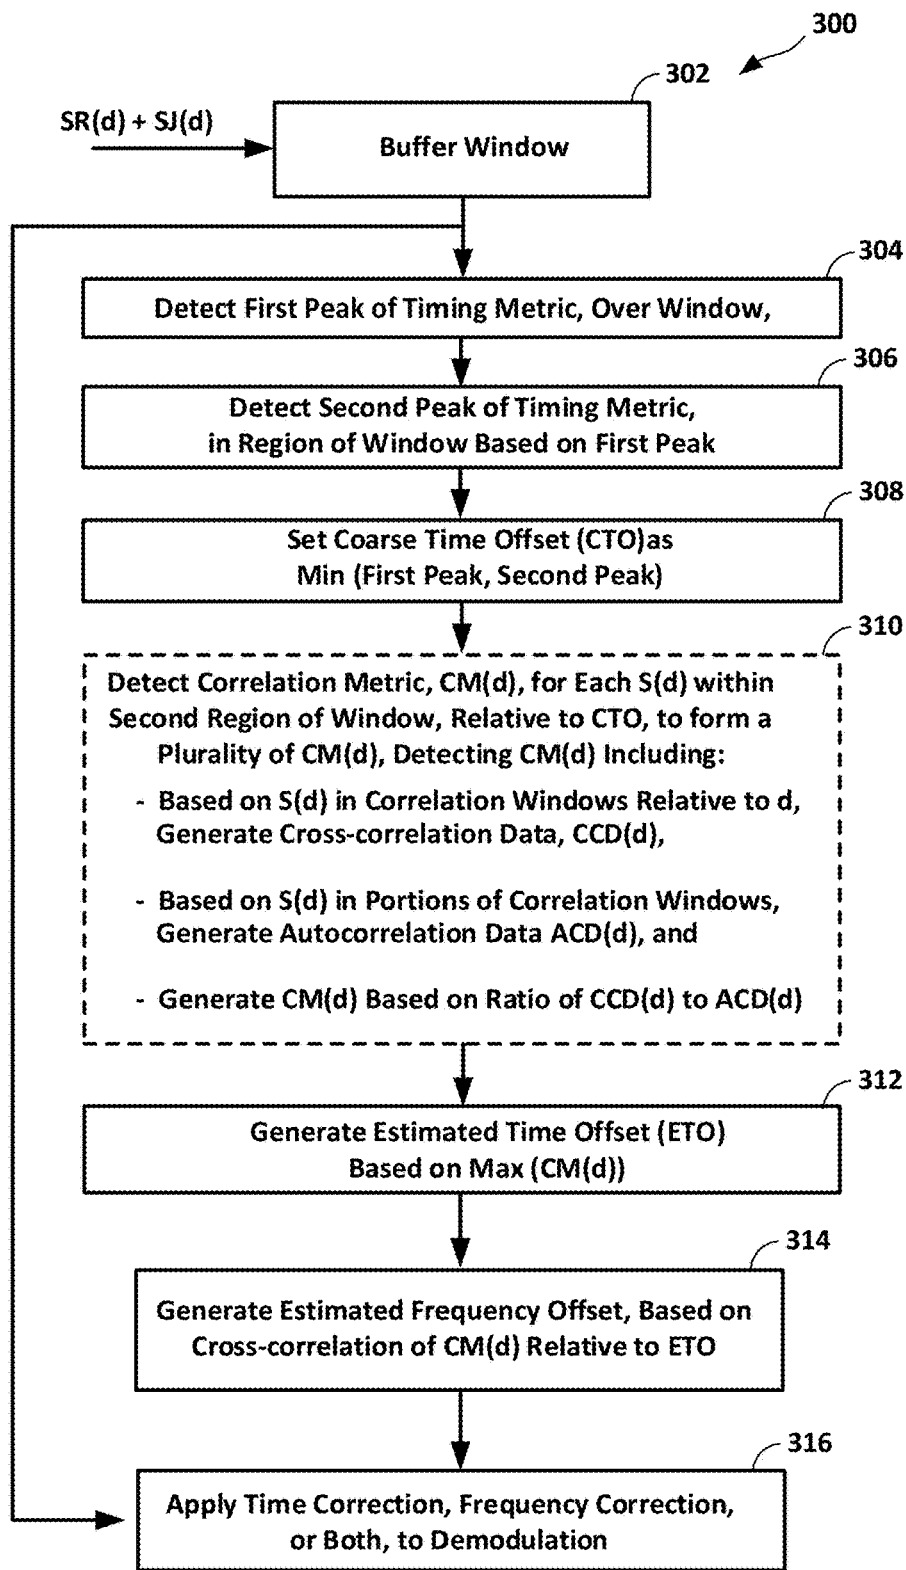 300
302
SR(d) + SJ(d)
Buffer Window
304
Detect First Peak of Timing Metric, Over Window,
306
Detect Second Peak of Timing Metric,
in Region of Window Based on First Peak
308
Set Coarse Time Offset (CTO)as
Min (First Peak, Second Peak)
310
Detect Correlation Metric, CM(d), for Each S(d) within
Second Region of Window, Relative to CTO, to form a
Plurality of CM(d), Detecting CM(d) Including:
- Based on S(d) in Correlation Windows Relative to d,
Generate Cross-correlation Data, CCD(d),
- Based on S(d) in Portions of Correlation Windows,
Generate Autocorrelation Data ACD(d), and
- Generate CM(d) Based on Ratio of CCD(d) to ACD(d)
312
Generate Estimated Time Offset (ETO)
Based on Max (CM(d))
314
Generate Estimated Frequency Offset, Based on
Cross-correlation of CM(d) Relative to ETO
316
Apply Time Correction, Frequency Correction,
or Both, to Demodulation